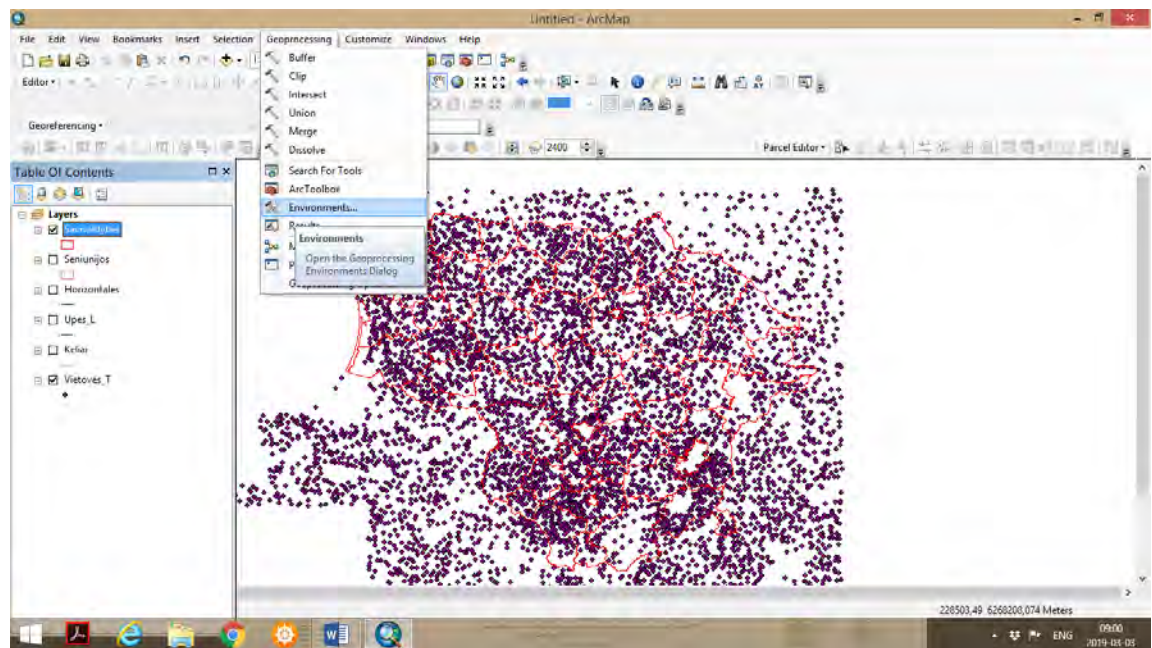 Untitled - ArcMap
File Edit View Bookmarks Insert Selection Geoprocessing Customize Windows Help
Buffer
Clip
Intersect
Union
Merge
Dissolve
Search For Tools
ArcToolbox
Environments...
Results
Environments
Open the Geoprocessing
Environments Dialog
Editor
Georeferencing
2400
Parcel Editor
Table Of Contents
Layers
Seniunijos
Horizontales
Upes_L
Keliai
Vietoves_T
228503,49 6268208,074 Meters
ENG
09:00
2019-03-03